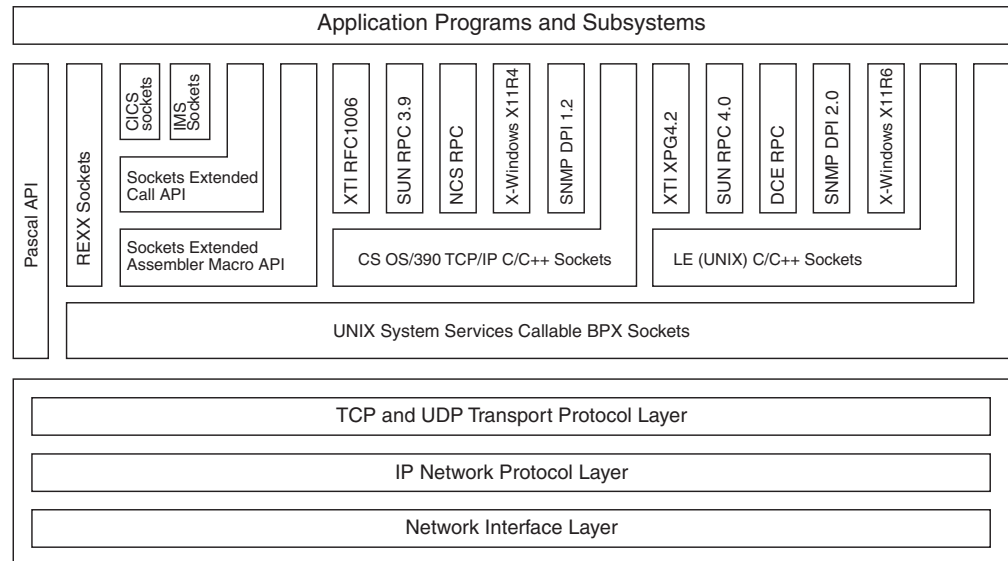 Application Programs and Subsystems
Pascal API
REXX Sockets
CICS
sockets
IMS
Sockets
Sockets Extended
Call API
Sockets Extended
Assembler Macro API
XTI RFC1006
SUN RPC 3.9
NCS RPC
X-Windows X11R4
SNMP DPI 1.2
CS OS/390 TCP/IP C/C++ Sockets
XTI XPG4.2
SUN RPC 4.0
DCE RPC
SNMP DPI 2.0
X-Windows X11R6
LE (UNIX) C/C++ Sockets
UNIX System Services Callable BPX Sockets
TCP and UDP Transport Protocol Layer
IP Network Protocol Layer
Network Interface Layer